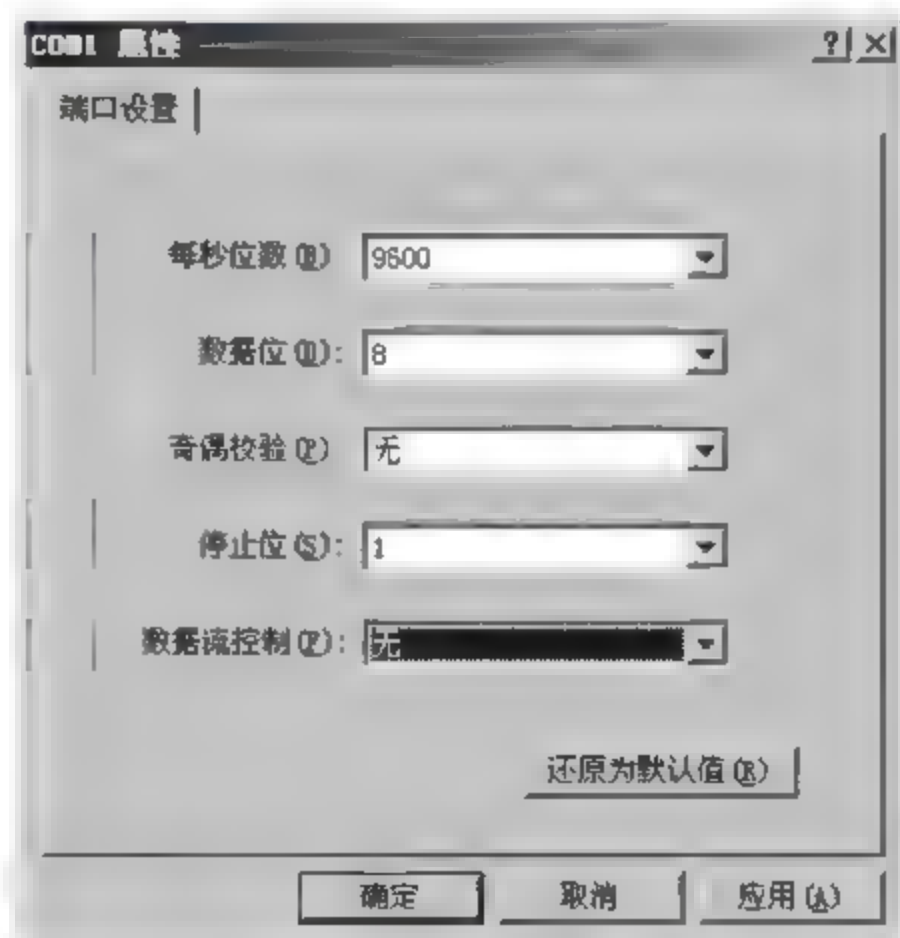 COM1 属性
端口设置
每秒位数(B) 9600
数据位(D): 8
奇偶校验(P) 无
停止位(S): 1
数据流控制(F): 无
还原为默认值(R)
确定 取消 应用(A)